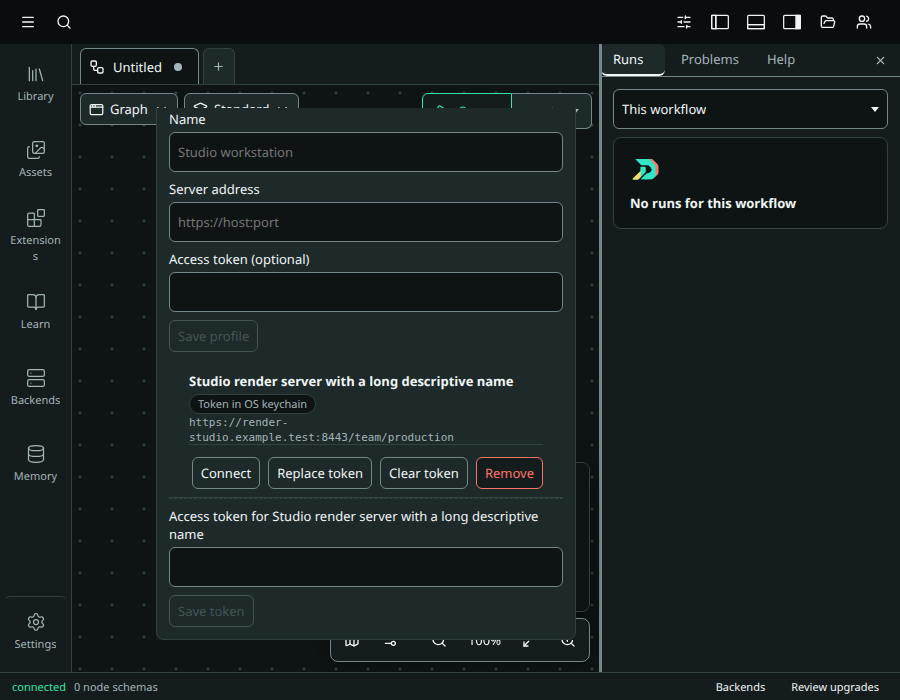 Untitled
+
Runs
Problems
Help
Library
Graph
Standard
Name
This workflow
Studio workstation
Assets
Server address
No runs for this workflow
https://host:port
Extension
s
Access token (optional)
Learn
Save profile
Studio render server with a long descriptive name
Backends
Token in OS keychain
https://render-
studio.example.test:8443/team/production
Memory
Connect
Replace token
Clear token
Remove
Access token for Studio render server with a long descriptive
name
Save token
Settings
100%
connected
0 node schemas
Backends
Review upgrades